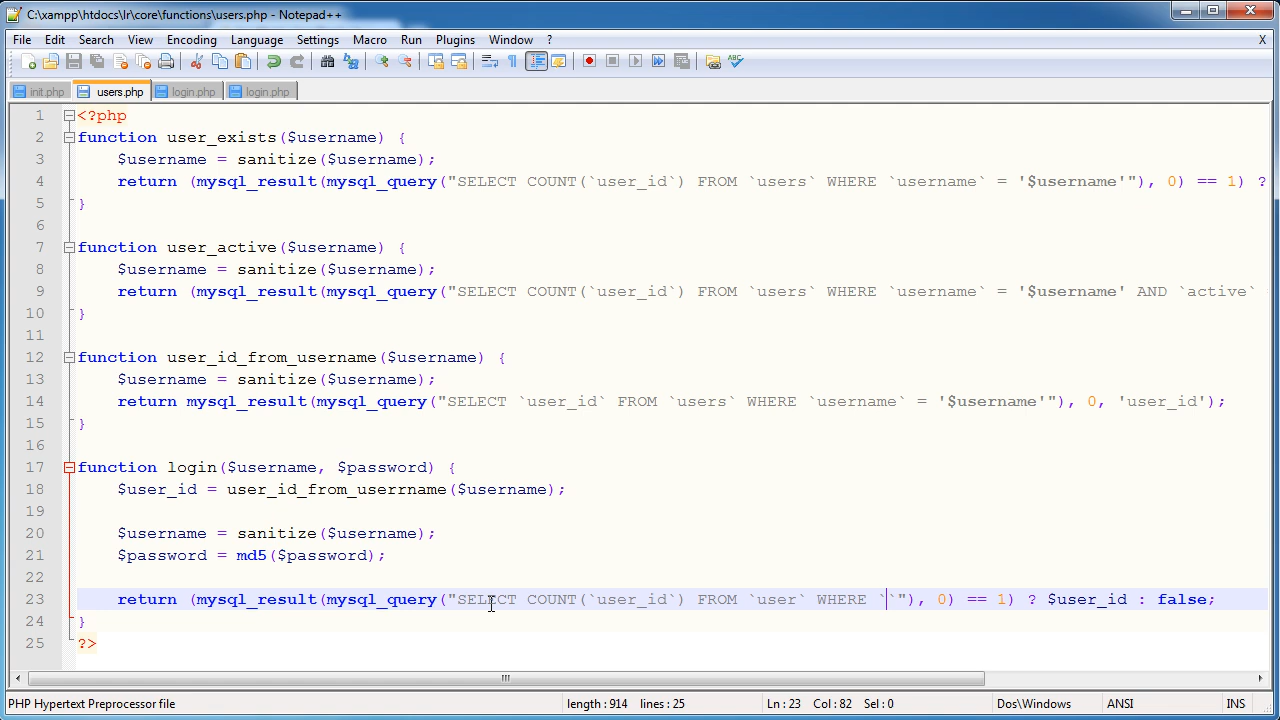 C:\xampp\htdocs\lr\core\functions\users.php - Notepad++
File Edit Search View Encoding Language Settings Macro Run Plugins Window ? X
init.php users.php login.php login.php
1 <?php
2 function user_exists($username) {
3 $username = sanitize($username);
4 return (mysql_result(mysql_query("SELECT COUNT(`user_id`) FROM `users` WHERE `username` = '$username'"), 0) == 1) ?
5 }
6
7 function user_active($username) {
8 $username = sanitize($username);
9 return (mysql_result(mysql_query("SELECT COUNT(`user_id`) FROM `users` WHERE `username` = '$username' AND `active`
10 }
11
12 function user_id_from_username($username) {
13 $username = sanitize($username);
14 return mysql_result(mysql_query("SELECT `user_id` FROM `users` WHERE `username` = '$username'"), 0, 'user_id');
15 }
16
17 function login($username, $password) {
18 $user_id = user_id_from_userrname($username);
19
20 $username = sanitize($username);
21 $password = md5($password);
22
23 return (mysql_result(mysql_query("SELECT COUNT(`user_id`) FROM `user` WHERE ``"), 0) == 1) ? $user_id : false;
24 }
25 ?>
PHP Hypertext Preprocessor file length : 914 lines : 25 Ln : 23 Col : 82 Sel : 0 Dos\Windows ANSI INS